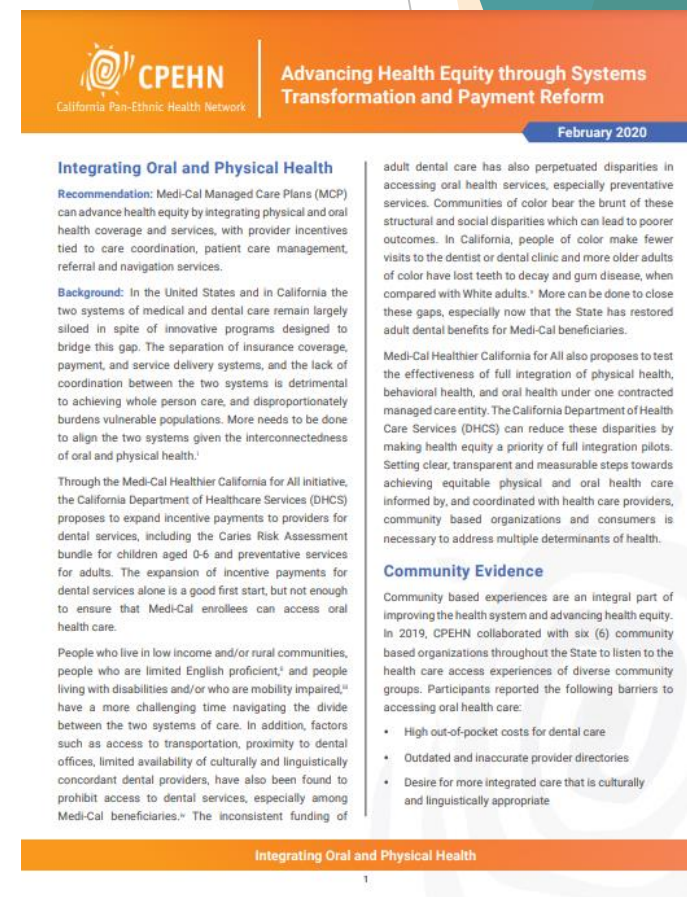 CPEHN
California Pan-Ethnic Health Network
Advancing Health Equity through Systems
Transformation and Payment Reform
February 2020
Integrating Oral and Physical Health
Recommendation: Medi-Cal Managed Care Plans (MCP)
can advance health equity by integrating physical and oral
health coverage and services, with provider incentives
tied to care coordination, patient care management,
referral and navigation services.
Background: In the United States and in California the
two systems of medical and dental care remain largely
siloed in spite of innovative programs designed to
bridge this gap. The separation of insurance coverage,
payment, and service delivery systems, and the lack of
coordination between the two systems is detrimental
to achieving whole person care, and disproportionately
burdens vulnerable populations. More needs to be done
to align the two systems given the interconnectedness
of oral and physical health.ⁱ
Through the Medi-Cal Healthier California for All initiative,
the California Department of Healthcare Services (DHCS)
proposes to expand incentive payments to providers for
dental services, including the Caries Risk Assessment
bundle for children aged 0-6 and preventative services
for adults. The expansion of incentive payments for
dental services alone is a good first start, but not enough
to ensure that Medi-Cal enrollees can access oral
health care.
People who live in low income and/or rural communities,
people who are limited English proficient,ⁱⁱ and people
living with disabilities and/or who are mobility impaired,ⁱⁱⁱ
have a more challenging time navigating the divide
between the two systems of care. In addition, factors
such as access to transportation, proximity to dental
offices, limited availability of culturally and linguistically
concordant dental providers, have also been found to
prohibit access to dental services, especially among
Medi-Cal beneficiaries.ⁱᵛ The inconsistent funding of
adult dental care has also perpetuated disparities in
accessing oral health services, especially preventative
services. Communities of color bear the brunt of these
structural and social disparities which can lead to poorer
outcomes. In California, people of color make fewer
visits to the dentist or dental clinic and more older adults
of color have lost teeth to decay and gum disease, when
compared with White adults.ᵛ More can be done to close
these gaps, especially now that the State has restored
adult dental benefits for Medi-Cal beneficiaries.
Medi-Cal Healthier California for All also proposes to test
the effectiveness of full integration of physical health,
behavioral health, and oral health under one contracted
managed care entity. The California Department of Health
Care Services (DHCS) can reduce these disparities by
making health equity a priority of full integration pilots.
Setting clear, transparent and measurable steps towards
achieving equitable physical and oral health care
informed by, and coordinated with health care providers,
community based organizations and consumers is
necessary to address multiple determinants of health.
Community Evidence
Community based experiences are an integral part of
improving the health system and advancing health equity.
In 2019, CPEHN collaborated with six (6) community
based organizations throughout the State to listen to the
health care access experiences of diverse community
groups. Participants reported the following barriers to
accessing oral health care:
• High out-of-pocket costs for dental care
• Outdated and inaccurate provider directories
• Desire for more integrated care that is culturally
and linguistically appropriate
Integrating Oral and Physical Health
1